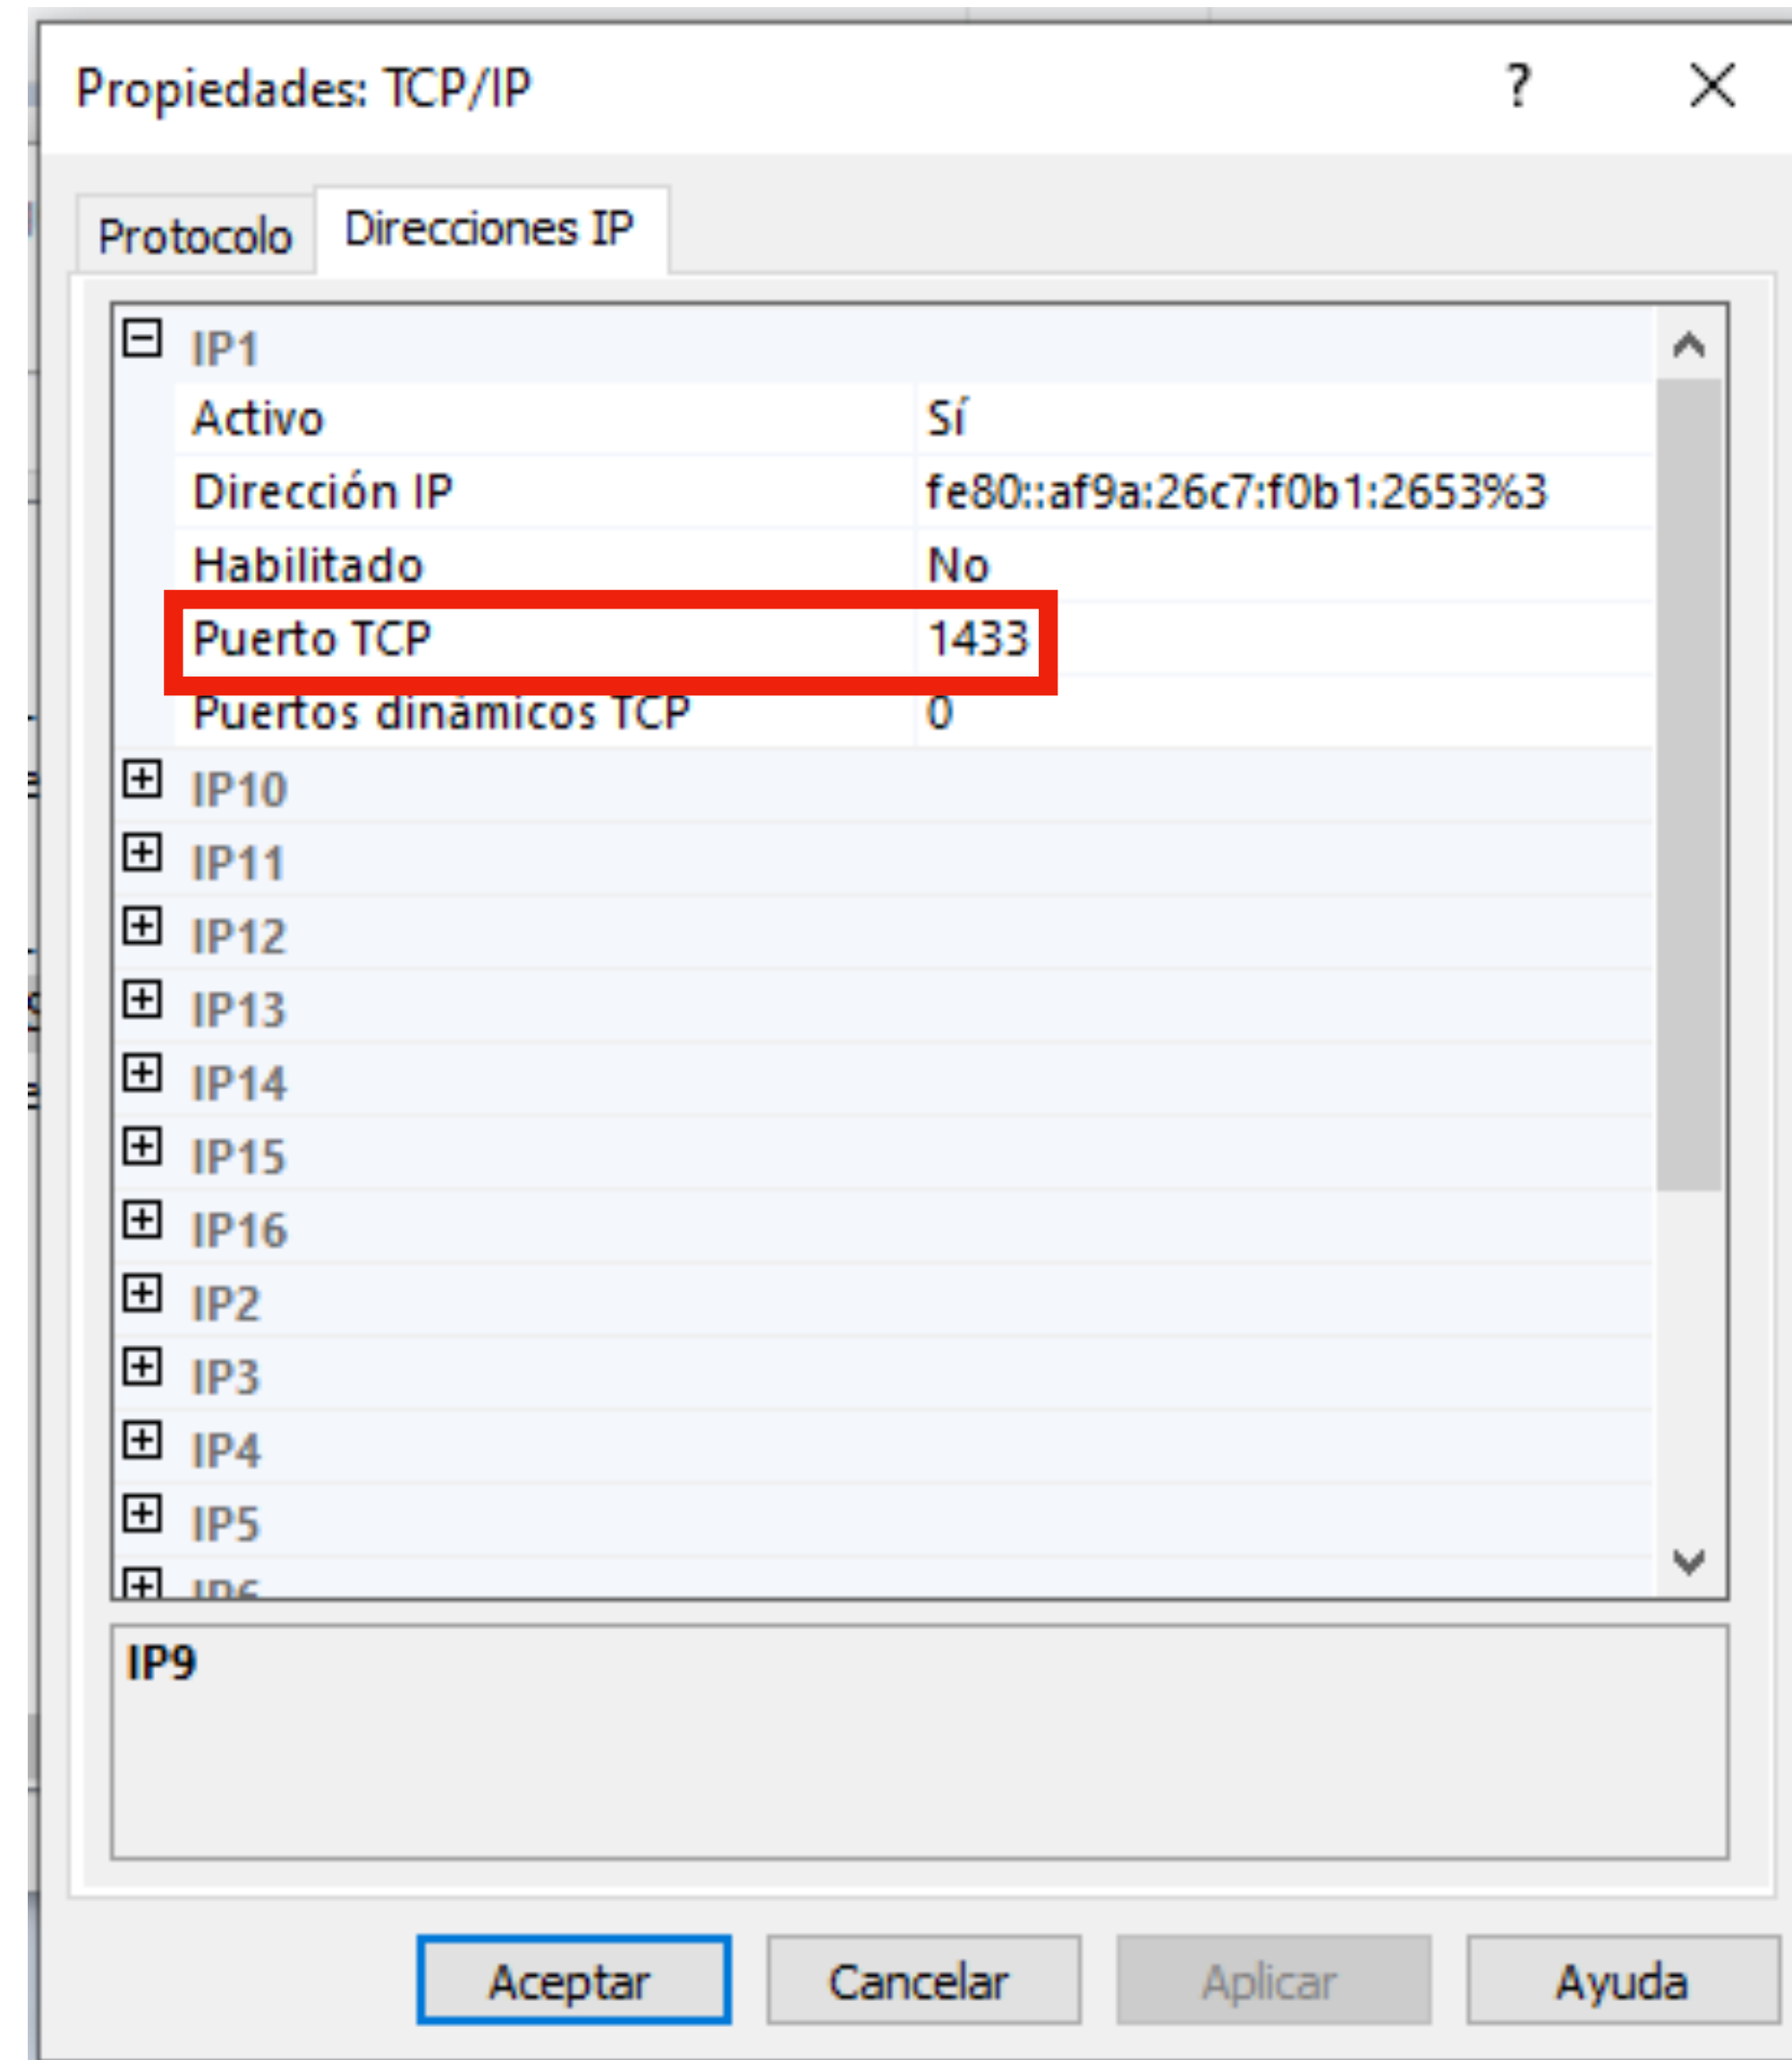 Propiedades: TCP/IP
Protocolo Direcciones IP
IP1
Activo Sí
Dirección IP fe80::af9a:26c7:f0b1:2653%3
Habilitado No
Puerto TCP 1433
Puertos dinámicos TCP 0
IP10
IP11
IP12
IP13
IP14
IP15
IP16
IP2
IP3
IP4
IP5
IP6
IP9
Aceptar Cancelar Aplicar Ayuda